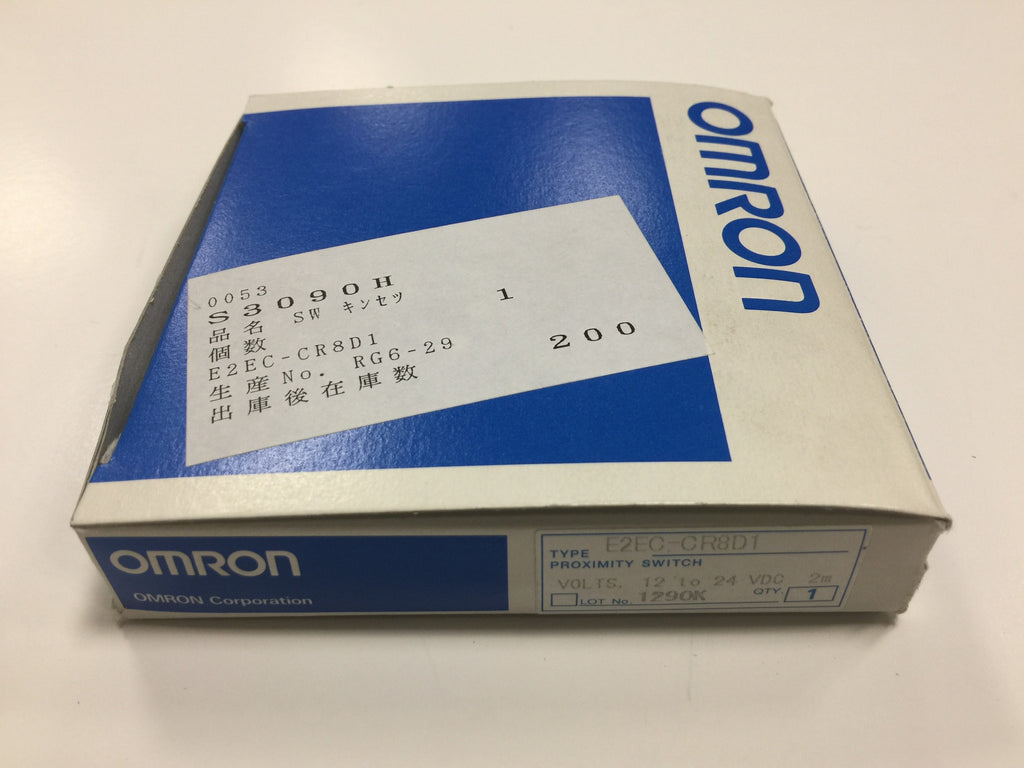 OMRON
0053
S3090H
品名 SW キンセツ
個数 1
E2EC-CR8D1
生産No. RG6-29
出庫後在庫数 200
OMRON
OMRON Corporation
TYPE E2EC-CR8D1
PROXIMITY SWITCH
VOLTS. 12 to 24 VDC 2m
LOT No. 1290K QTY. 1